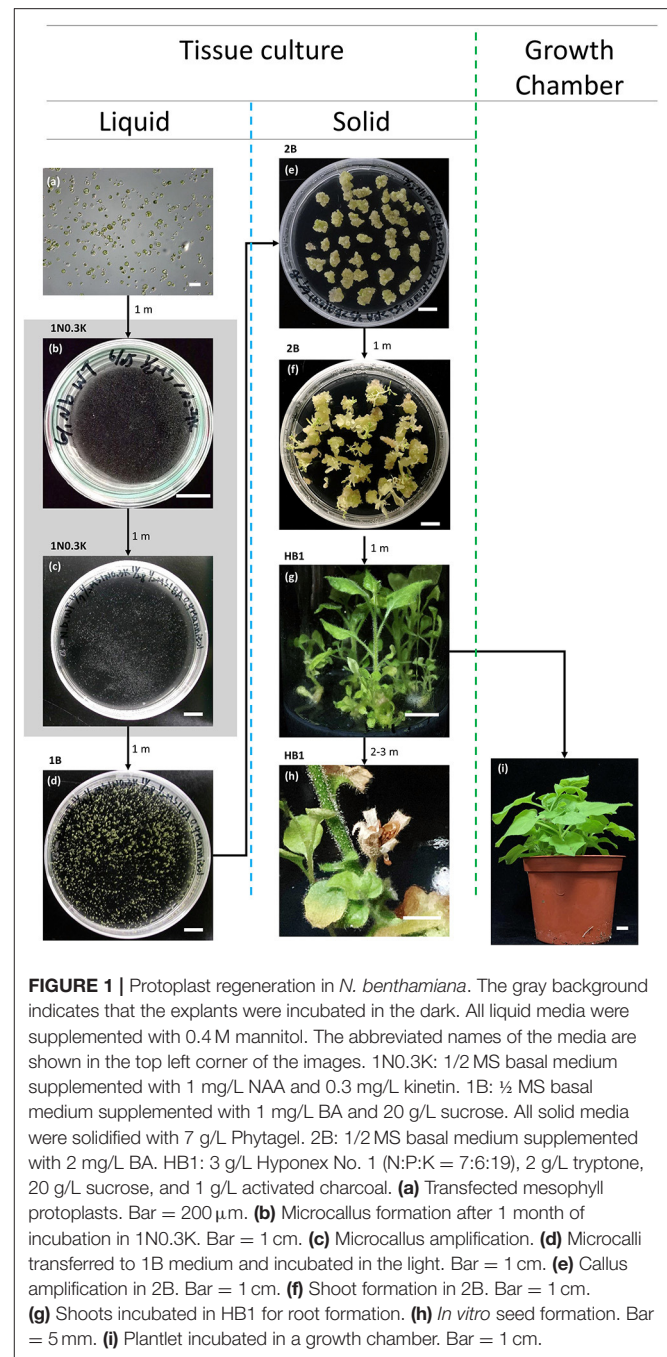 Tissue culture
Growth
Chamber
Liquid
Solid
(a)
1 m
1N0.3K
(b)
1 m
1N0.3K
(c)
1 m
1B
(d)
2B
(e)
1 m
2B
(f)
1 m
HB1
(g)
2-3 m
HB1
(h)
(i)
FIGURE 1 | Protoplast regeneration in N. benthamiana. The gray background
indicates that the explants were incubated in the dark. All liquid media were
supplemented with 0.4 M mannitol. The abbreviated names of the media are
shown in the top left corner of the images. 1N0.3K: 1/2 MS basal medium
supplemented with 1 mg/L NAA and 0.3 mg/L kinetin. 1B: ½ MS basal
medium supplemented with 1 mg/L BA and 20 g/L sucrose. All solid media
were solidified with 7 g/L Phytagel. 2B: 1/2 MS basal medium supplemented
with 2 mg/L BA. HB1: 3 g/L Hyponex No. 1 (N:P:K = 7:6:19), 2 g/L tryptone,
20 g/L sucrose, and 1 g/L activated charcoal. (a) Transfected mesophyll
protoplasts. Bar = 200 μm. (b) Microcallus formation after 1 month of
incubation in 1N0.3K. Bar = 1 cm. (c) Microcallus amplification. (d) Microcalli
transferred to 1B medium and incubated in the light. Bar = 1 cm. (e) Callus
amplification in 2B. Bar = 1 cm. (f) Shoot formation in 2B. Bar = 1 cm.
(g) Shoots incubated in HB1 for root formation. (h) In vitro seed formation. Bar
= 5 mm. (i) Plantlet incubated in a growth chamber. Bar = 1 cm.